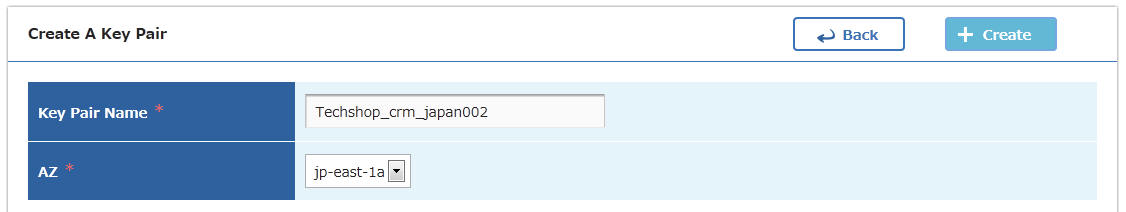 Create A Key Pair
Back
+ Create
Key Pair Name *
Techshop_crm_japan002
AZ *
jp-east-1a